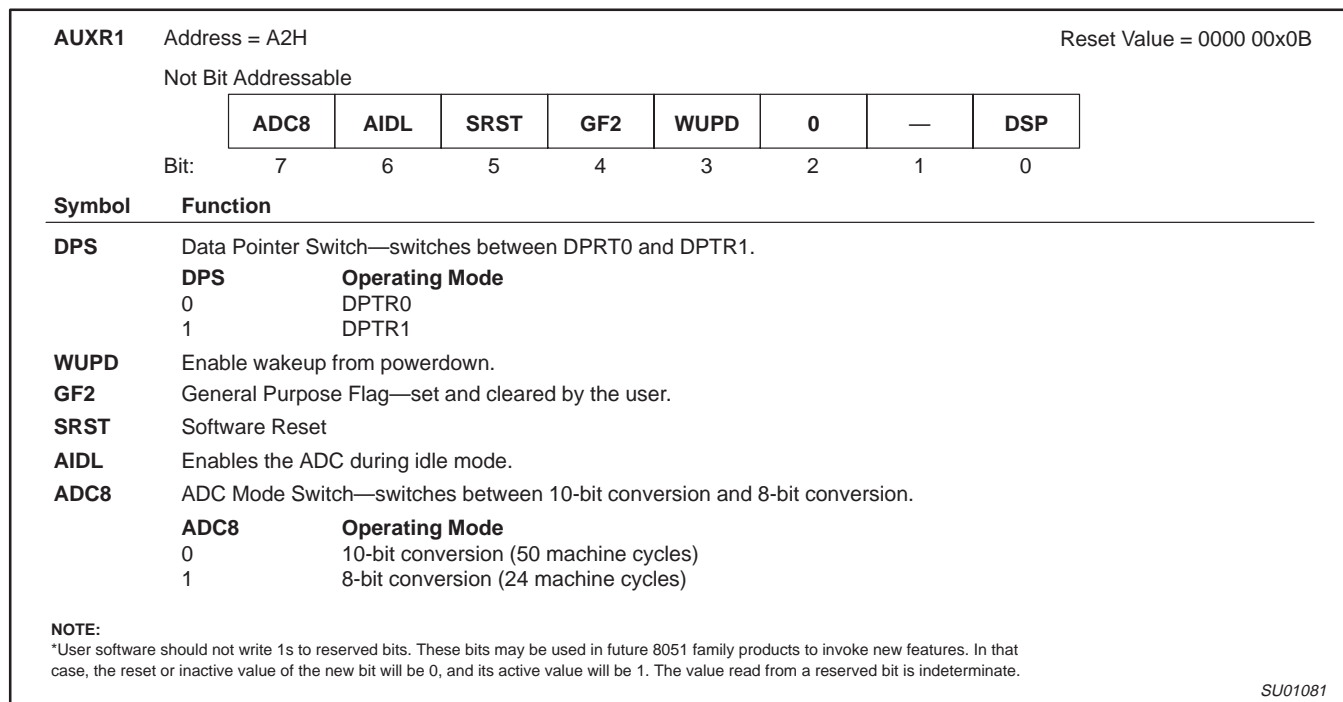 AUXR1 Address = A2H Reset Value = 0000 00x0B
Not Bit Addressable
ADC8 AIDL SRST GF2 WUPD 0 — DSP
Bit: 7 6 5 4 3 2 1 0
Symbol Function
DPS Data Pointer Switch—switches between DPRT0 and DPTR1.
DPS Operating Mode
0 DPTR0
1 DPTR1
WUPD Enable wakeup from powerdown.
GF2 General Purpose Flag—set and cleared by the user.
SRST Software Reset
AIDL Enables the ADC during idle mode.
ADC8 ADC Mode Switch—switches between 10-bit conversion and 8-bit conversion.
ADC8 Operating Mode
0 10-bit conversion (50 machine cycles)
1 8-bit conversion (24 machine cycles)
NOTE:
*User software should not write 1s to reserved bits. These bits may be used in future 8051 family products to invoke new features. In that
case, the reset or inactive value of the new bit will be 0, and its active value will be 1. The value read from a reserved bit is indeterminate.
SU01081